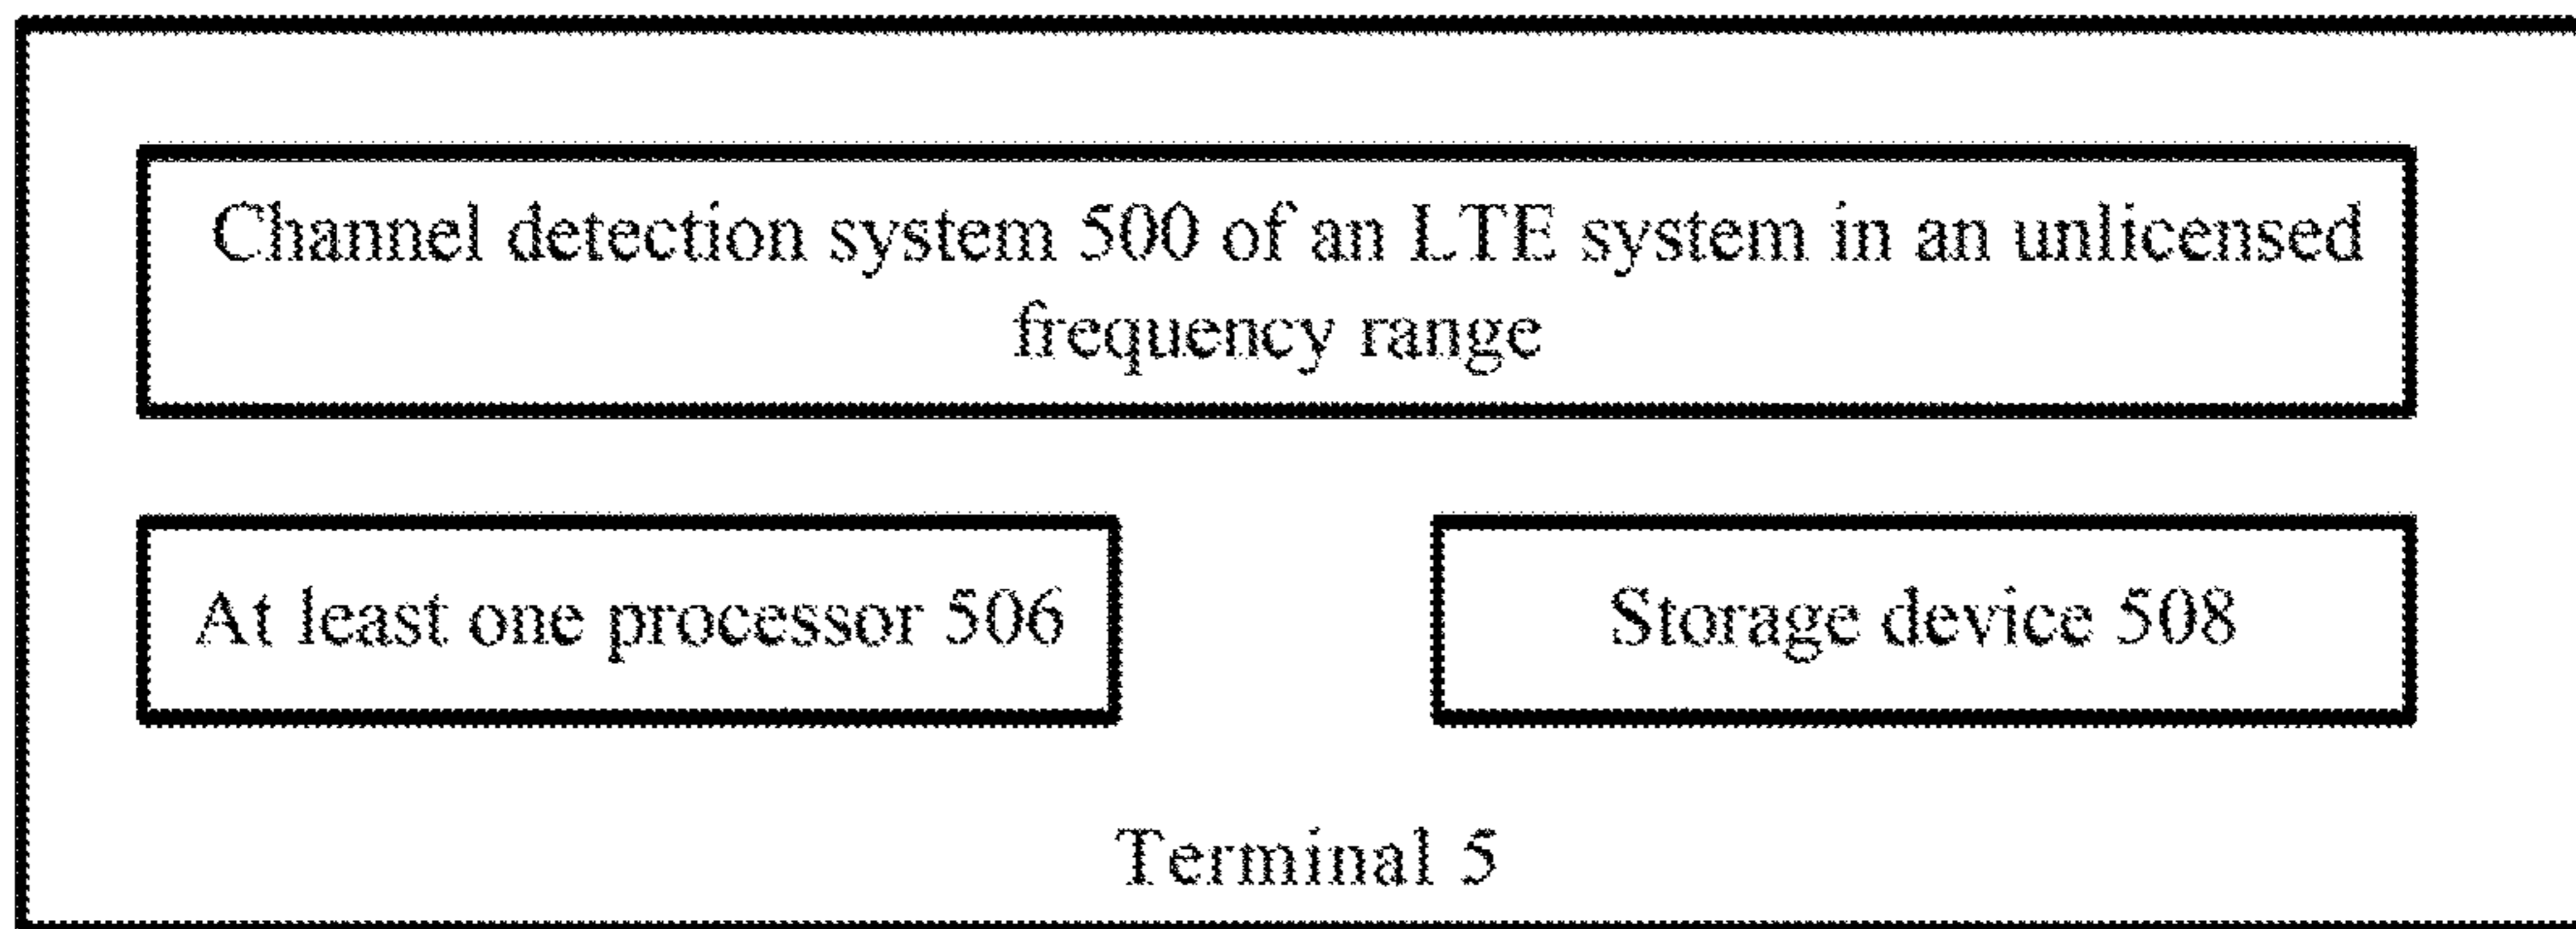 Channel detection system 500 of an LTE system in an unlicensed
frequency range
At least one processor 506
Storage device 508
Terminal 5